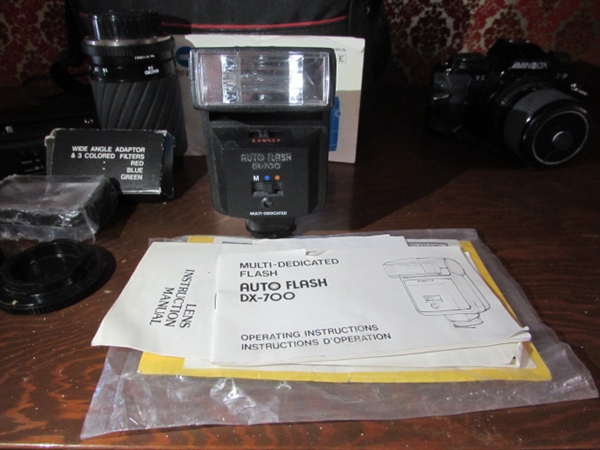 MINOLTA
WIDE ANGLE ADAPTOR
& 3 COLORED FILTERS
RED
BLUE
GREEN
AUTO FLASH
DX-700
M
MULTI-DEDICATED
LENS
INSTRUCTION
MANUAL
MULTI-DEDICATED
FLASH
AUTO FLASH
DX-700
OPERATING INSTRUCTIONS
INSTRUCTIONS D'OPERATION